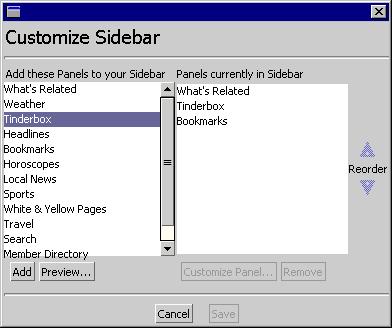 Customize Sidebar
Add these Panels to your Sidebar
What's Related
Weather
Tinderbox
Headlines
Bookmarks
Horoscopes
Local News
Sports
White & Yellow Pages
Travel
Search
Member Directory
Add
Preview...
Panels currently in Sidebar
What's Related
Tinderbox
Bookmarks
Reorder
Customize Panel...
Remove
Cancel
Save